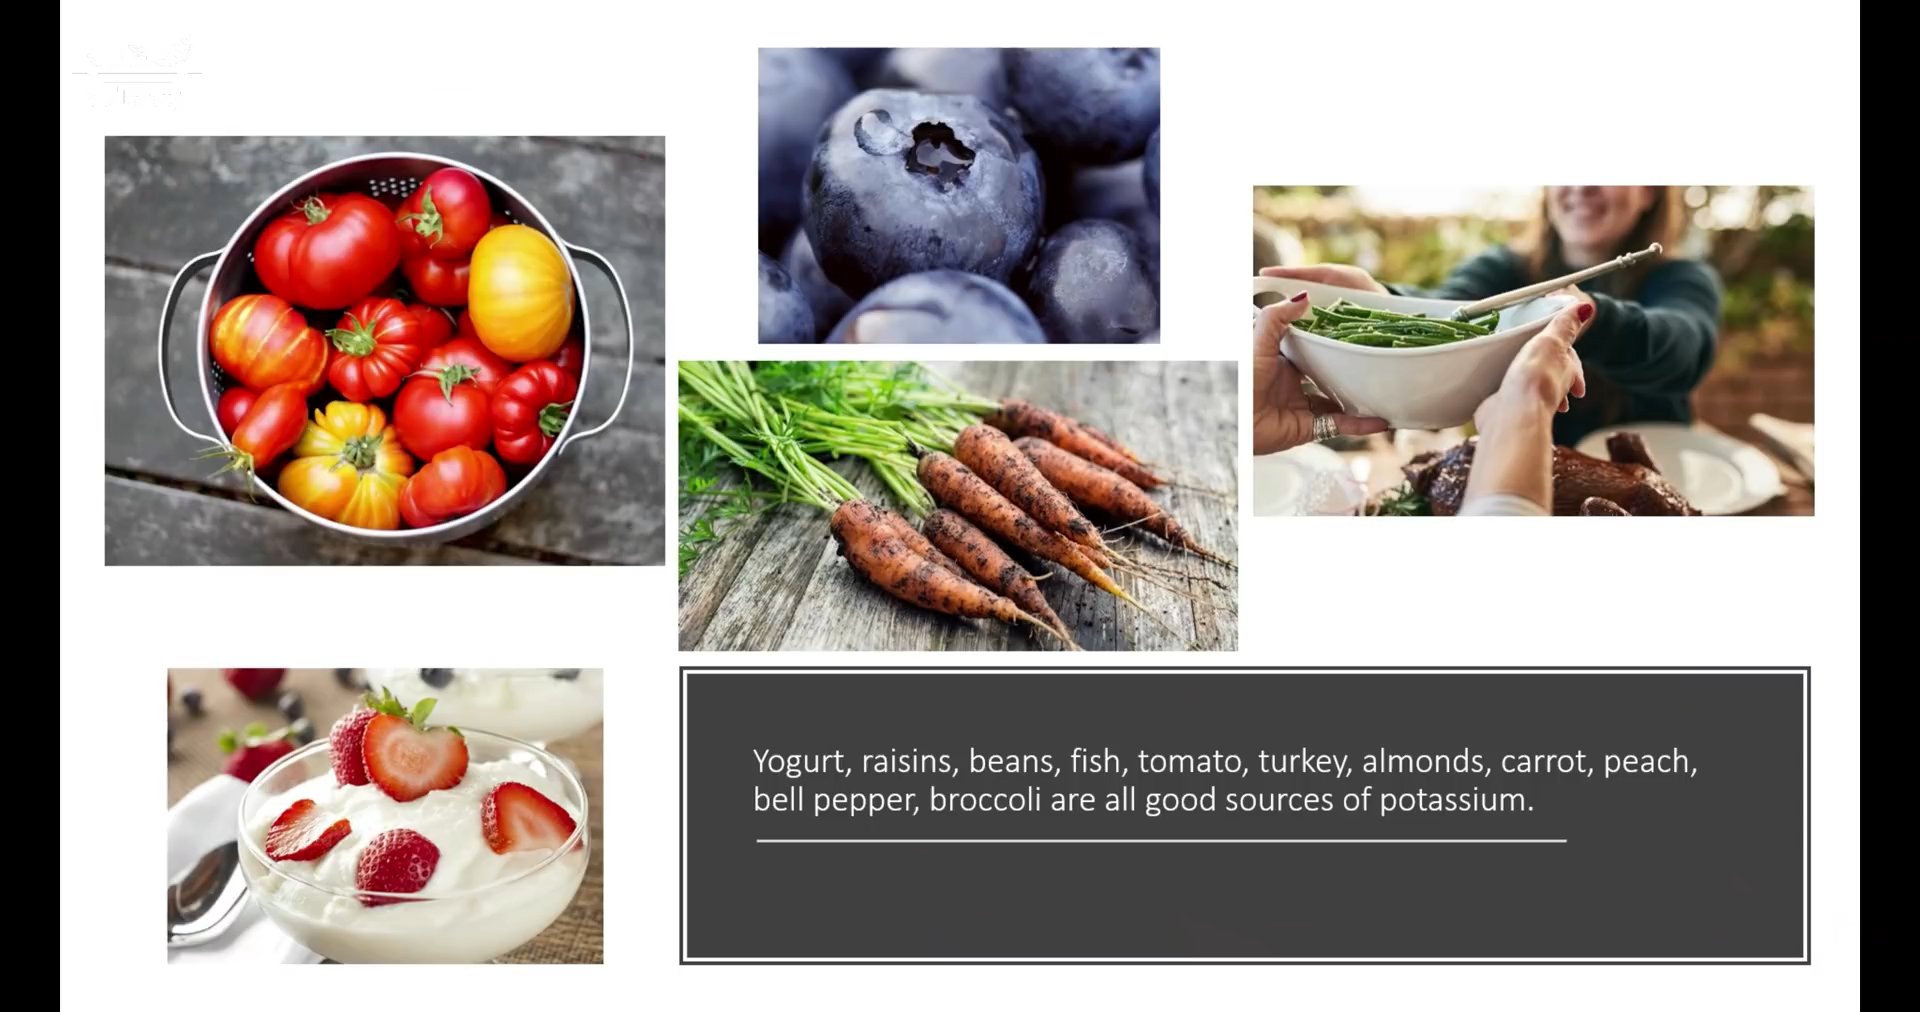 Yogurt, raisins, beans, fish, tomato, turkey, almonds, carrot, peach,
bell pepper, broccoli are all good sources of potassium.